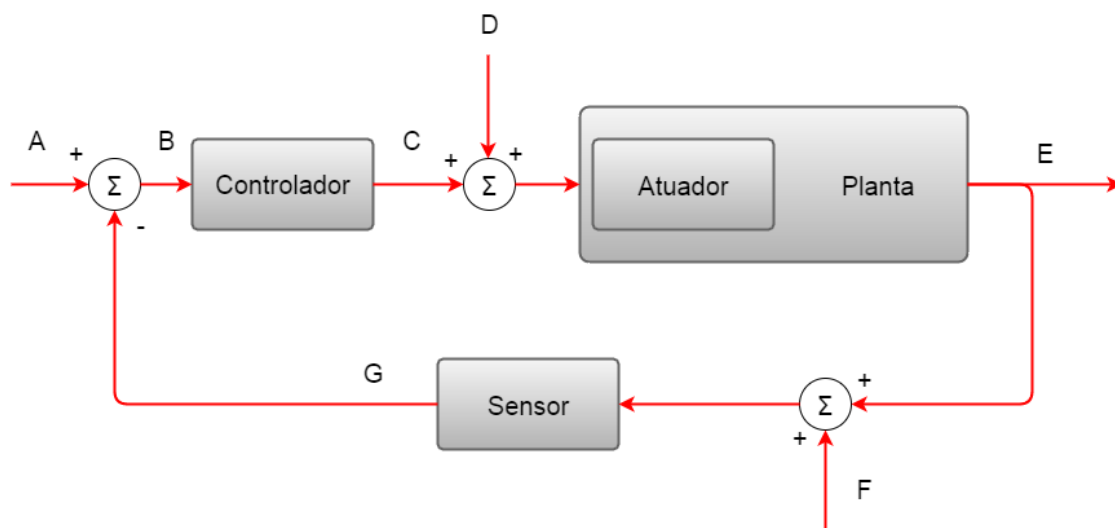 D
A
+
B
C
+
+
E
Σ
Controlador
Σ
Atuador
Planta
-
G
Sensor
+
Σ
+
F